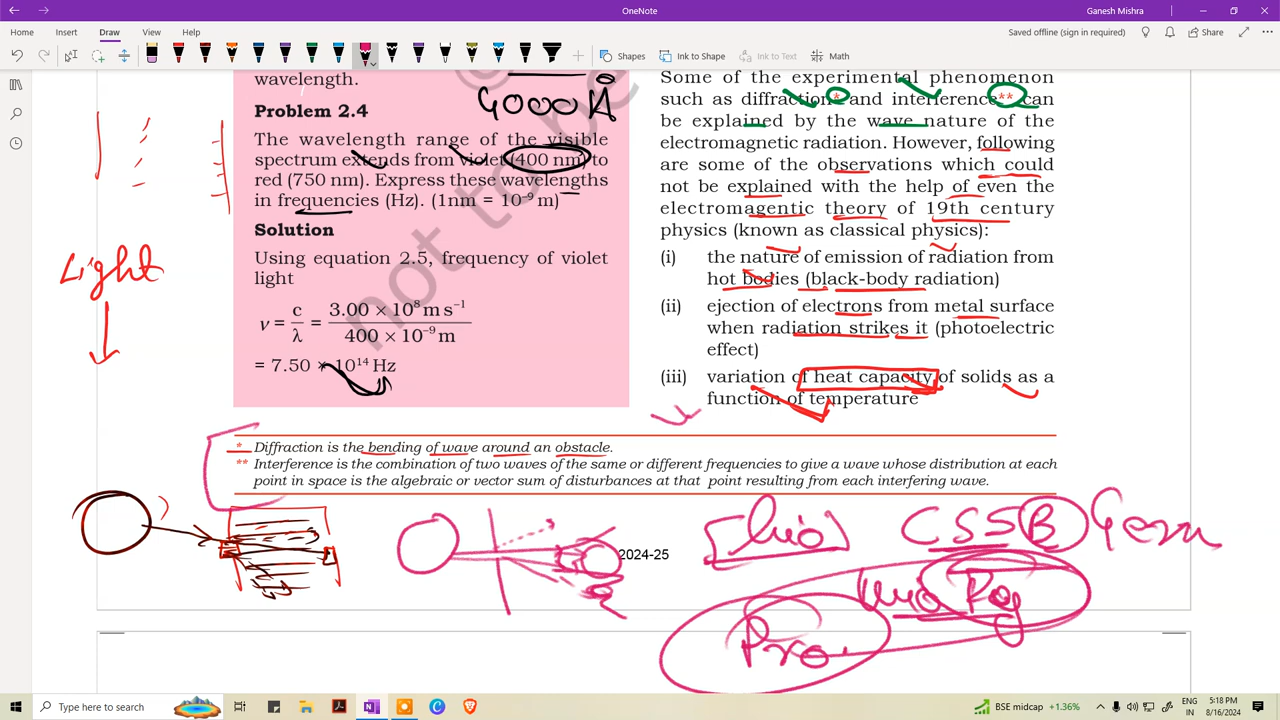 OneNote
Ganesh Mishra
Home Insert Draw View Help
Saved offline (sign in required)
Share
Shapes
Ink to Shape
Ink to Text
Math
wavelength.
4000 Å
Problem 2.4
The wavelength range of the visible
spectrum extends from violet (400 nm) to
red (750 nm). Express these wavelengths
in frequencies (Hz). (1nm = 10⁻⁹ m)
Solution
Using equation 2.5, frequency of violet
light
ν = c/λ = 3.00 × 10⁸ m s⁻¹ / 400 × 10⁻⁹ m
= 7.50 × 10¹⁴ Hz
Light
not to be
Some of the experimental phenomenon
such as diffraction* and interference** can
be explained by the wave nature of the
electromagnetic radiation. However, following
are some of the observations which could
not be explained with the help of even the
electromagentic theory of 19th century
physics (known as classical physics):
(i) the nature of emission of radiation from
hot bodies (black-body radiation)
(ii) ejection of electrons from metal surface
when radiation strikes it (photoelectric
effect)
(iii) variation of heat capacity of solids as a
function of temperature
* Diffraction is the bending of wave around an obstacle.
** Interference is the combination of two waves of the same or different frequencies to give a wave whose distribution at each
point in space is the algebraic or vector sum of disturbances at that point resulting from each interfering wave.
2024-25
CSSB
Type here to search
BSE midcap +1.36%
ENG
IN
5:18 PM
8/16/2024